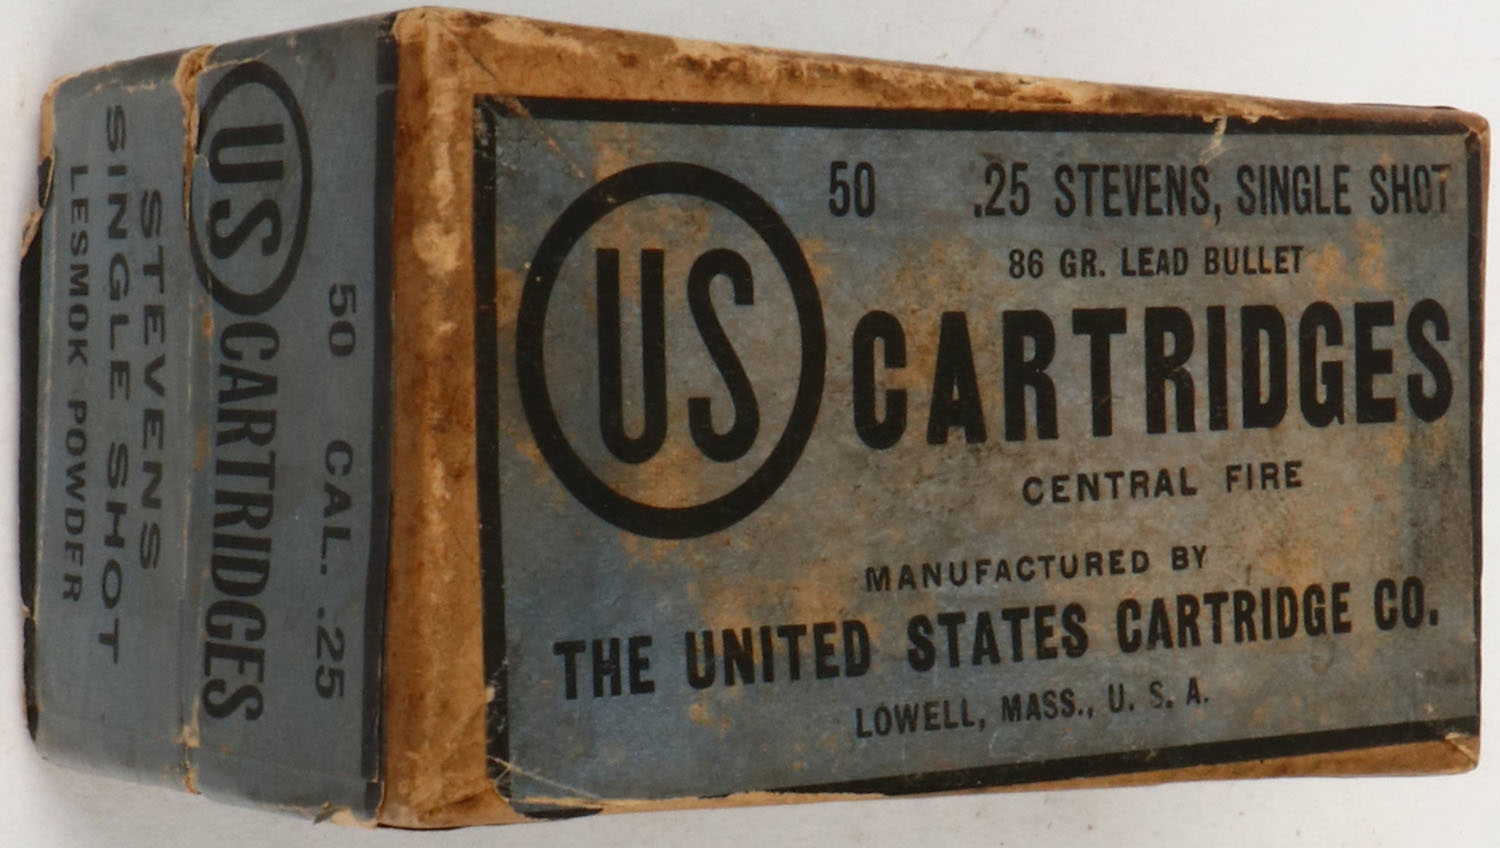 50 .25 STEVENS, SINGLE SHOT
86 GR. LEAD BULLET
US CARTRIDGES
CENTRAL FIRE
MANUFACTURED BY
THE UNITED STATES CARTRIDGE CO.
LOWELL, MASS., U. S. A.
50 CAL. .25
US CARTRIDGES
STEVENS
SINGLE SHOT
LESMOK POWDER